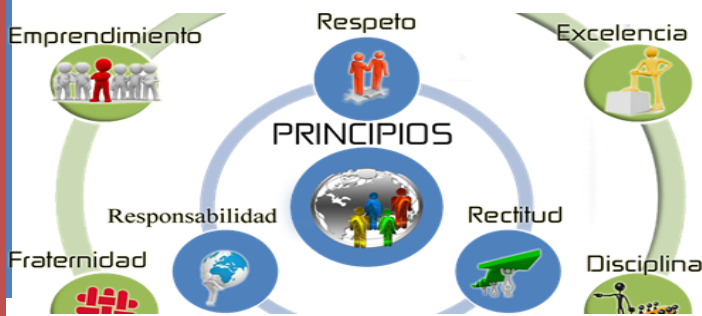 Respeto
Emprendimiento
Excelencia
PRINCIPIOS
Responsabilidad
Rectitud
Fraternidad
Disciplina